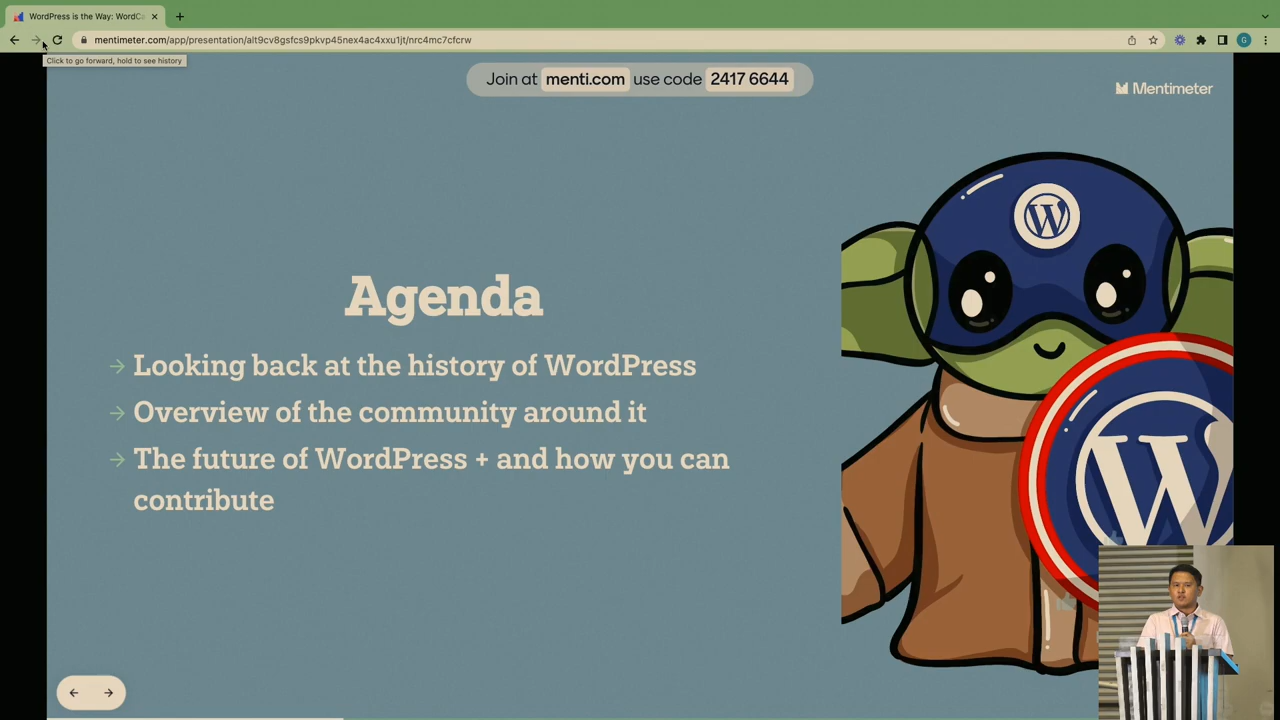 WordPress is the Way: WordCa
mentimeter.com/app/presentation/alt9cv8gsfcs9pkvp45nex4ac4xxu1jt/nrc4mc7cfcrw
G
Click to go forward, hold to see history
Join at menti.com use code 2417 6644
Mentimeter
W
Agenda
Looking back at the history of WordPress
Overview of the community around it
The future of WordPress + and how you can
contribute
W